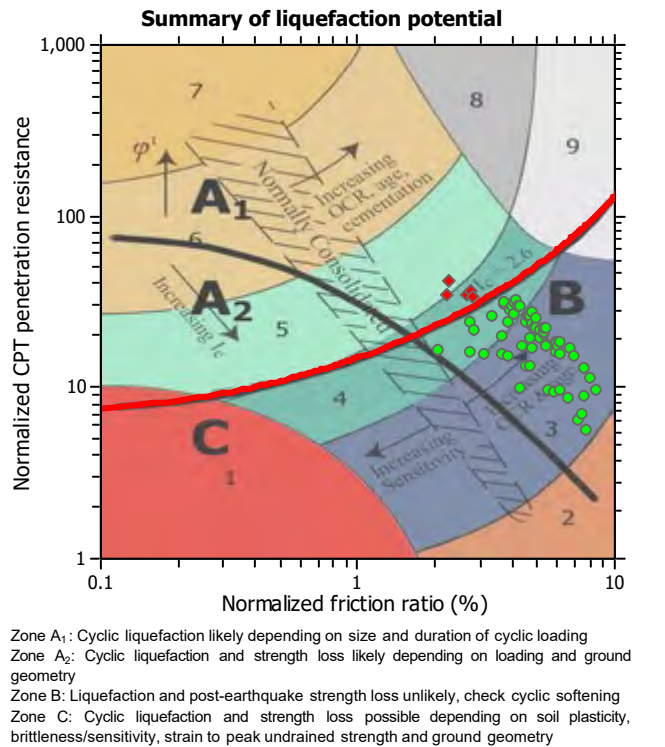 Summary of liquefaction potential
1,000
100
10
1
Normalized CPT penetration resistance
7
8
9
φ'
A1
Increasing
OCR, age,
cementation
Normally Consolidated
6
A2
Increasing Ic
5
Ic = 2.6
B
4
Increasing
3
C
1
Increasing
Sensitivity
2
0.1
1
10
Normalized friction ratio (%)
Zone A1: Cyclic liquefaction likely depending on size and duration of cyclic loading
Zone A2: Cyclic liquefaction and strength loss likely depending on loading and ground
geometry
Zone B: Liquefaction and post-earthquake strength loss unlikely, check cyclic softening
Zone C: Cyclic liquefaction and strength loss possible depending on soil plasticity,
brittleness/sensitivity, strain to peak undrained strength and ground geometry